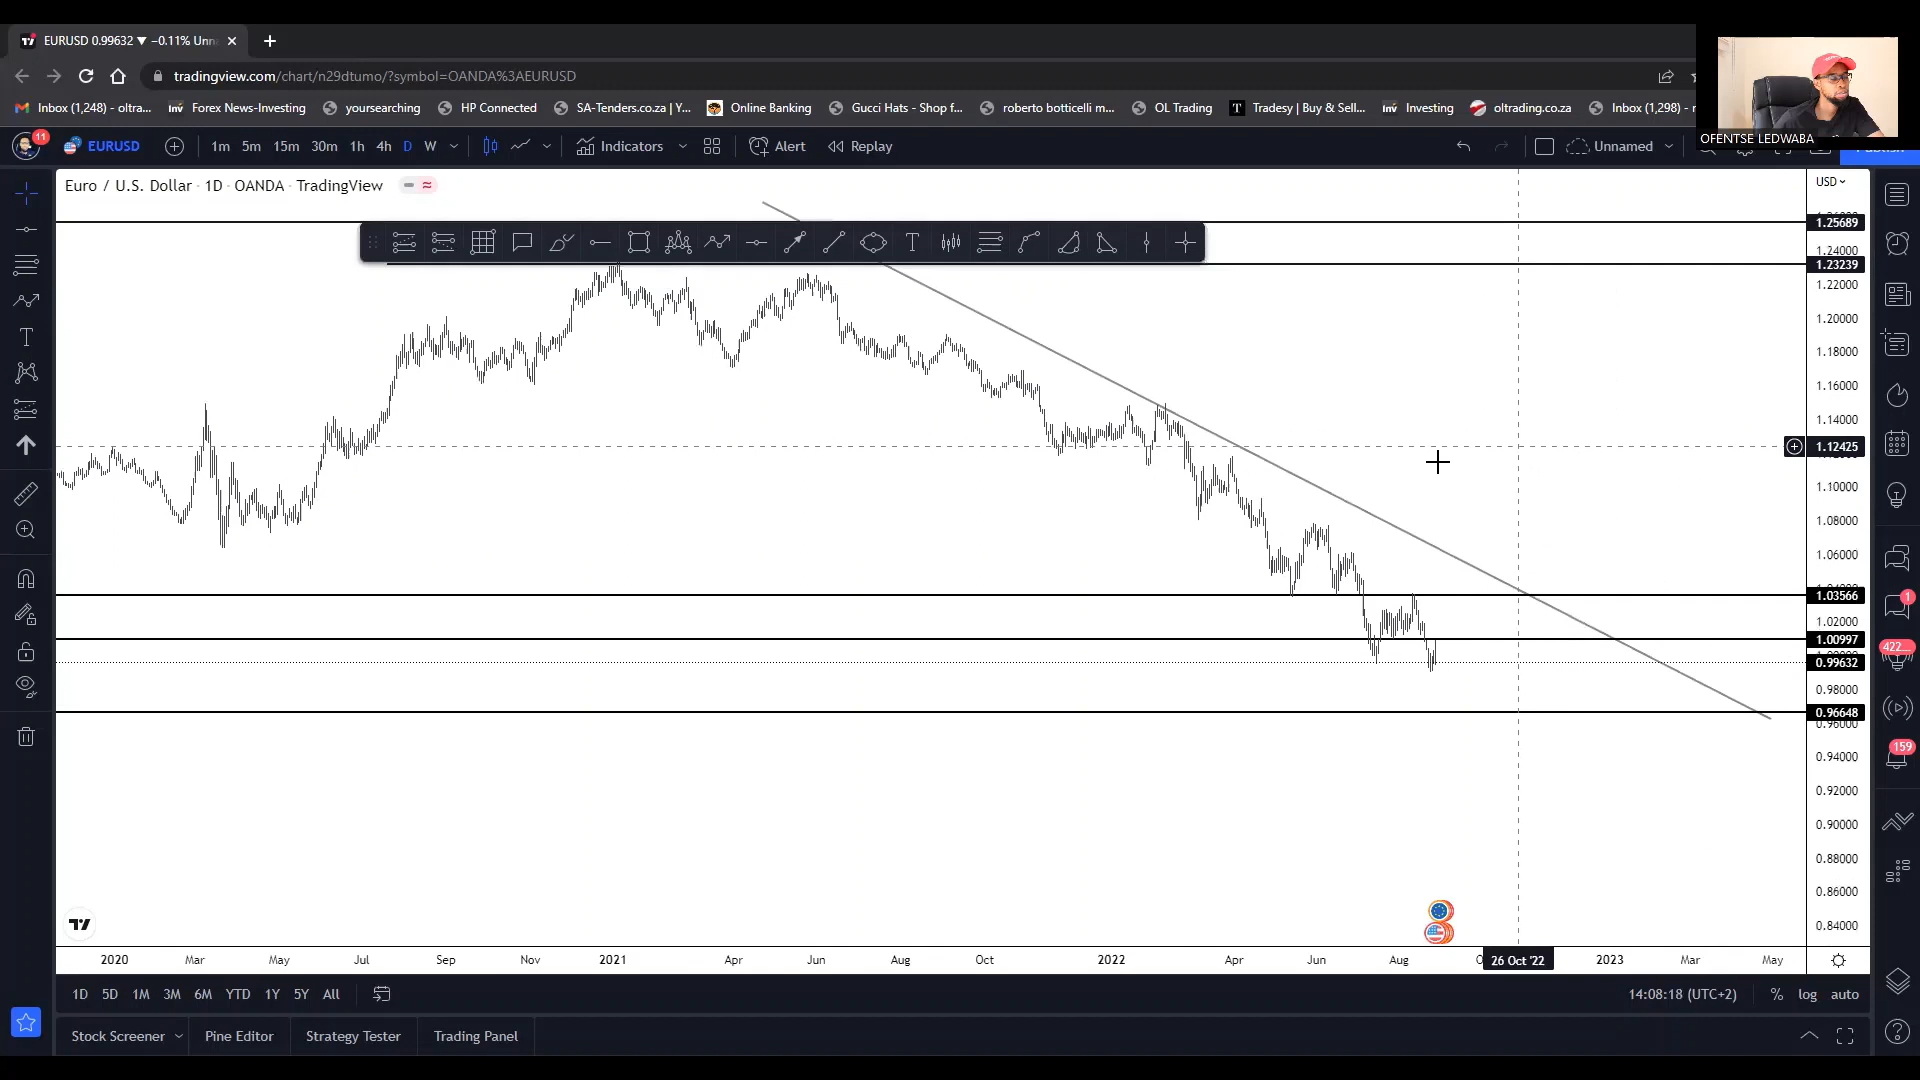 EURUSD 0.99632 ▼ −0.11% Unn
tradingview.com/chart/n29dtumo/?symbol=OANDA%3AEURUSD
Inbox (1,248) - oltra... Inv Forex News-Investing yoursearching HP Connected SA-Tenders.co.za | Y... Online Banking Gucci Hats - Shop f... roberto botticelli m... OL Trading T Tradesy | Buy & Sell... Inv Investing oltrading.co.za Inbox (1,298) - r
OFENTSE LEDWABA
11 EURUSD 1m 5m 15m 30m 1h 4h D W Indicators Alert Replay Unnamed
Euro / U.S. Dollar · 1D · OANDA · TradingView
USD
1.25689
1.24000
1.23239
1.22000
1.20000
1.18000
1.16000
1.14000
1.12425
1.10000
1.08000
1.06000
1.03566
1.02000
1.00997
0.99632
0.98000
0.96648
0.96000
0.94000
0.92000
0.90000
0.88000
0.86000
0.84000
1
422...
159
2020 Mar May Jul Sep Nov 2021 Apr Jun Aug Oct 2022 Apr Jun Aug 26 Oct '22 2023 Mar May
1D 5D 1M 3M 6M YTD 1Y 5Y All 14:08:18 (UTC+2) % log auto
Stock Screener Pine Editor Strategy Tester Trading Panel